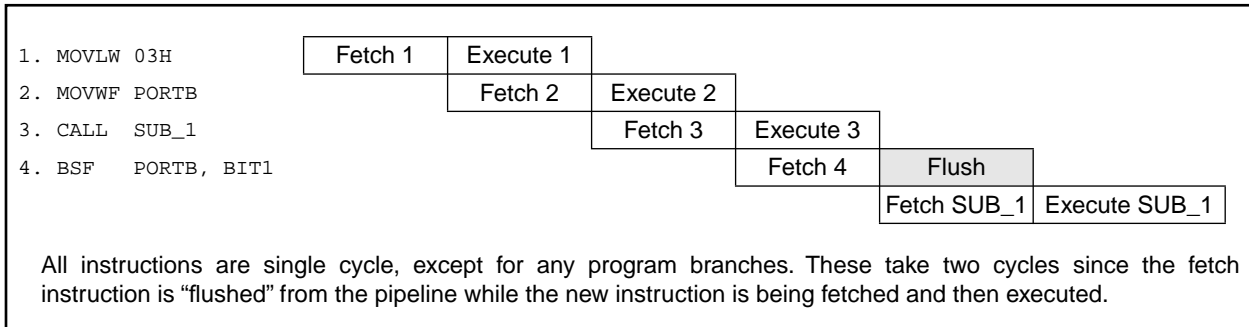 1. MOVLW 03H Fetch 1 Execute 1
2. MOVWF PORTB Fetch 2 Execute 2
3. CALL SUB_1 Fetch 3 Execute 3
4. BSF PORTB, BIT1 Fetch 4 Flush
Fetch SUB_1 Execute SUB_1
All instructions are single cycle, except for any program branches. These take two cycles since the fetch
instruction is “flushed” from the pipeline while the new instruction is being fetched and then executed.